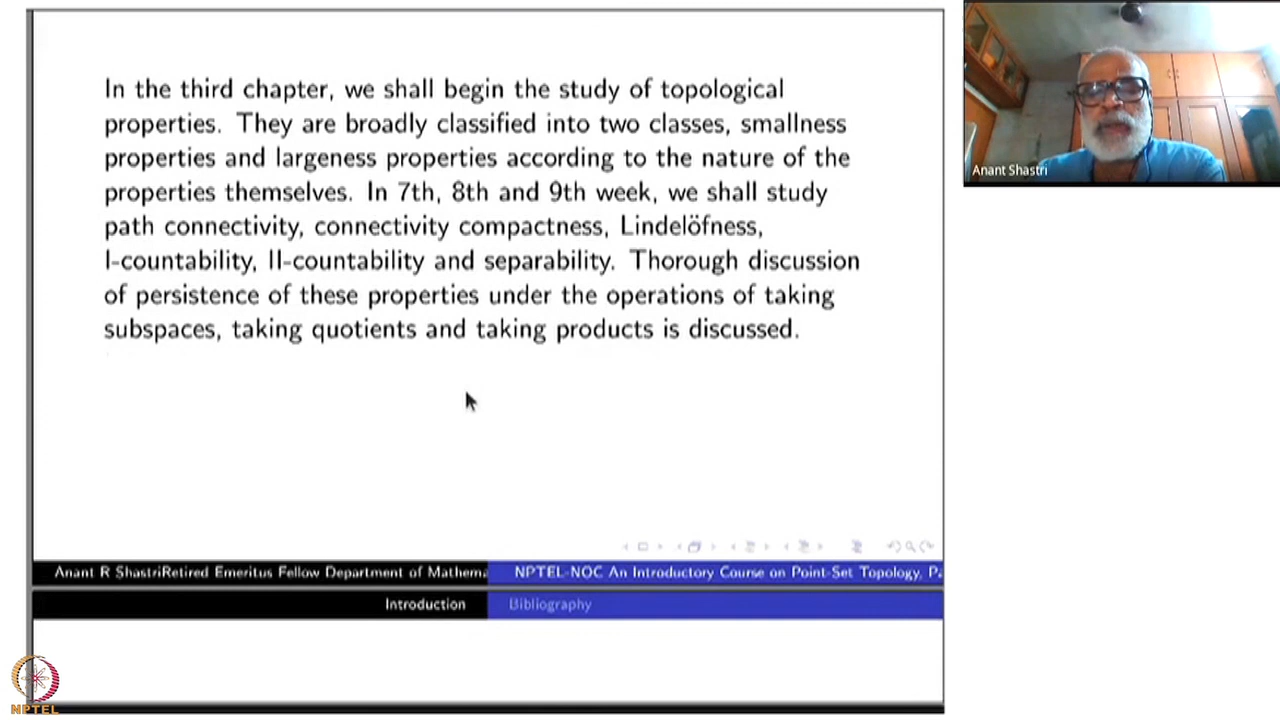 In the third chapter, we shall begin the study of topological
properties. They are broadly classified into two classes, smallness
properties and largeness properties according to the nature of the
properties themselves. In 7th, 8th and 9th week, we shall study
path connectivity, connectivity compactness, Lindelöfness,
I-countability, II-countability and separability. Thorough discussion
of persistence of these properties under the operations of taking
subspaces, taking quotients and taking products is discussed.
Anant Shastri
Anant R ShastriRetired Emeritus Fellow Department of Mathema
NPTEL-NOC An Introductory Course on Point-Set Topology, Pa
Introduction
Bibliography
NPTEL